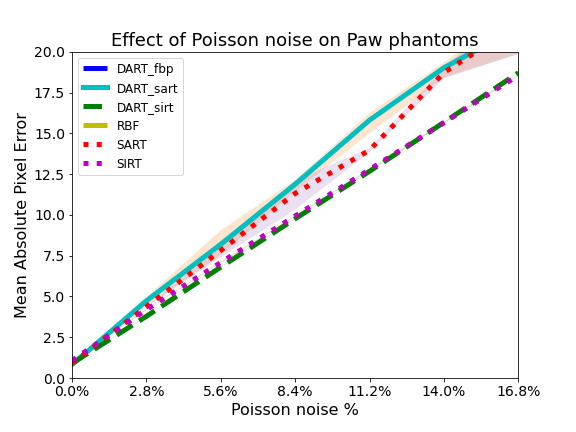 Effect of Poisson noise on Paw phantoms
Mean Absolute Pixel Error
20.0
17.5
15.0
12.5
10.0
7.5
5.0
2.5
0.0
DART_fbp
DART_sart
DART_sirt
RBF
SART
SIRT
0.0% 2.8% 5.6% 8.4% 11.2% 14.0% 16.8%
Poisson noise %